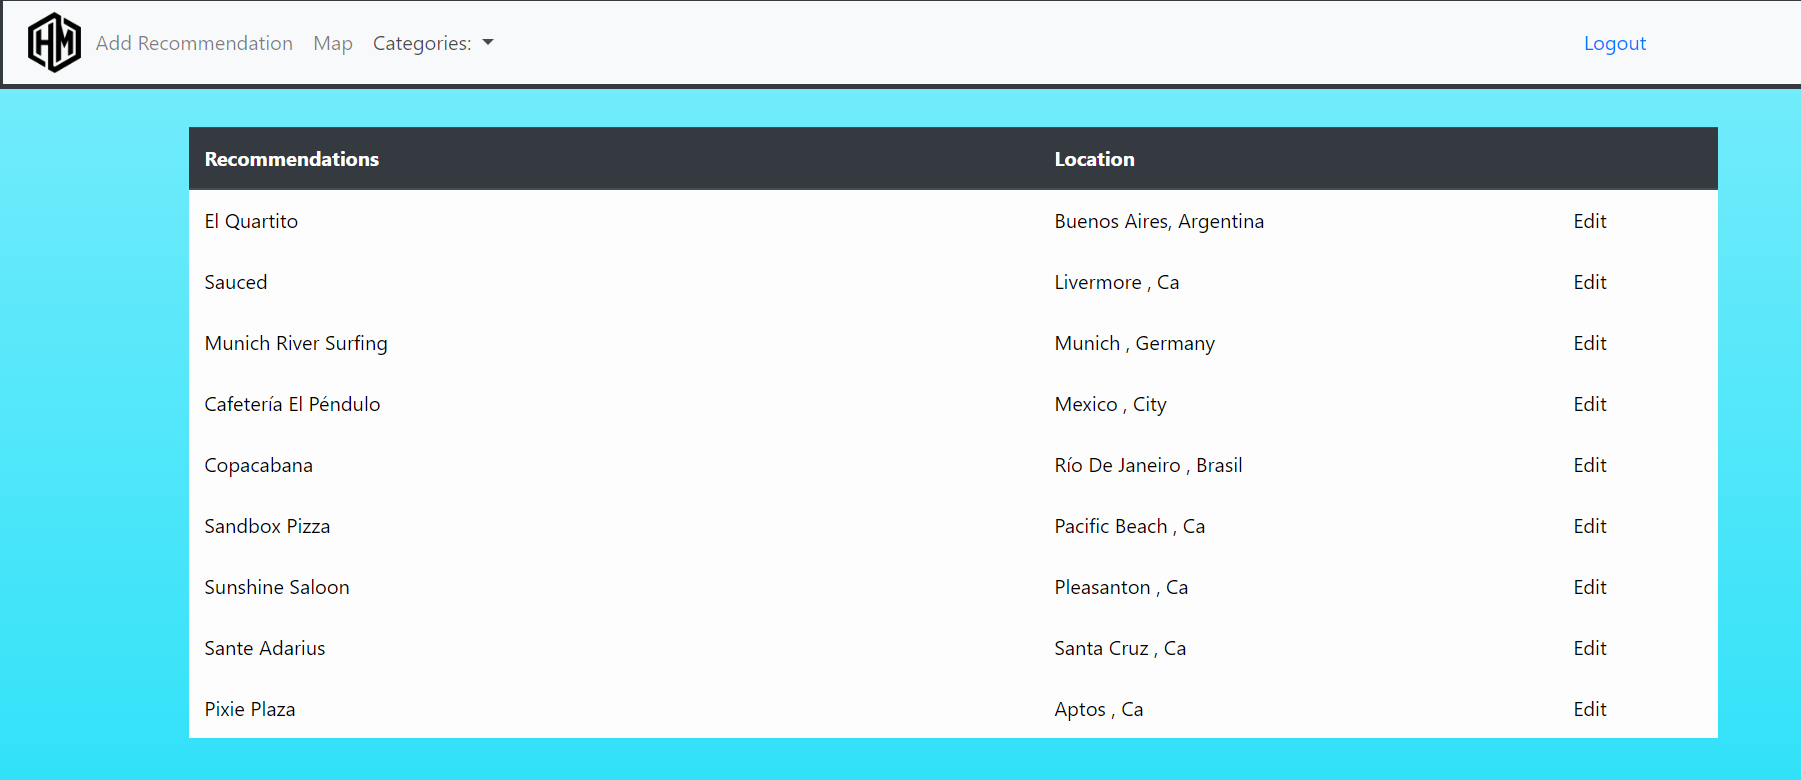 HM Add Recommendation Map Categories: Logout
Recommendations Location
El Quartito Buenos Aires, Argentina Edit
Sauced Livermore , Ca Edit
Munich River Surfing Munich , Germany Edit
Cafetería El Péndulo Mexico , City Edit
Copacabana Río De Janeiro , Brasil Edit
Sandbox Pizza Pacific Beach , Ca Edit
Sunshine Saloon Pleasanton , Ca Edit
Sante Adarius Santa Cruz , Ca Edit
Pixie Plaza Aptos , Ca Edit